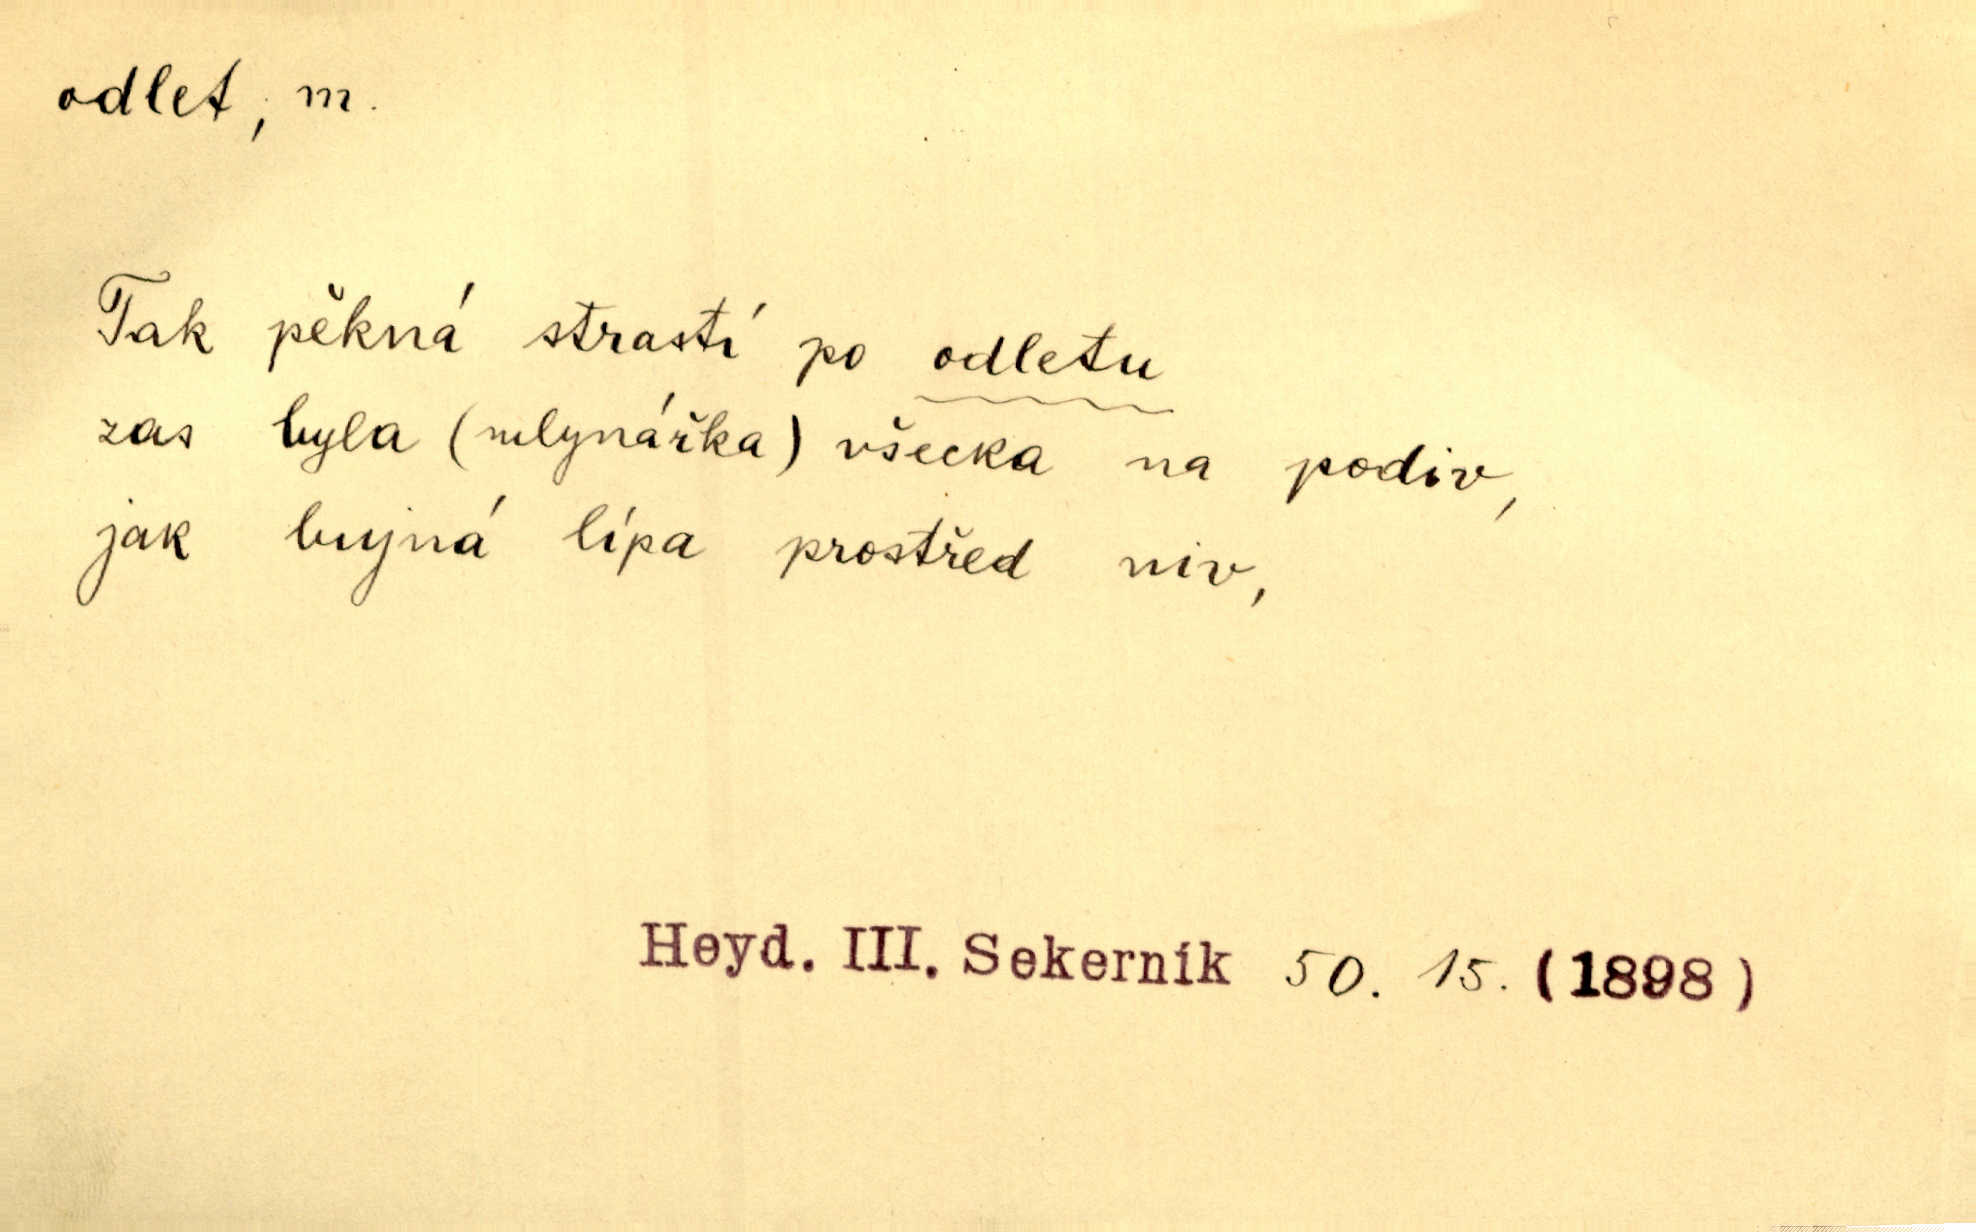 odlet, m.
Tak pěkná strastí po odletu
zas byla (mlynářka) všecka na podiv,
jak bujná lípa prostřed niv,
Heyd. III. Sekerník 50. 15. (1898)